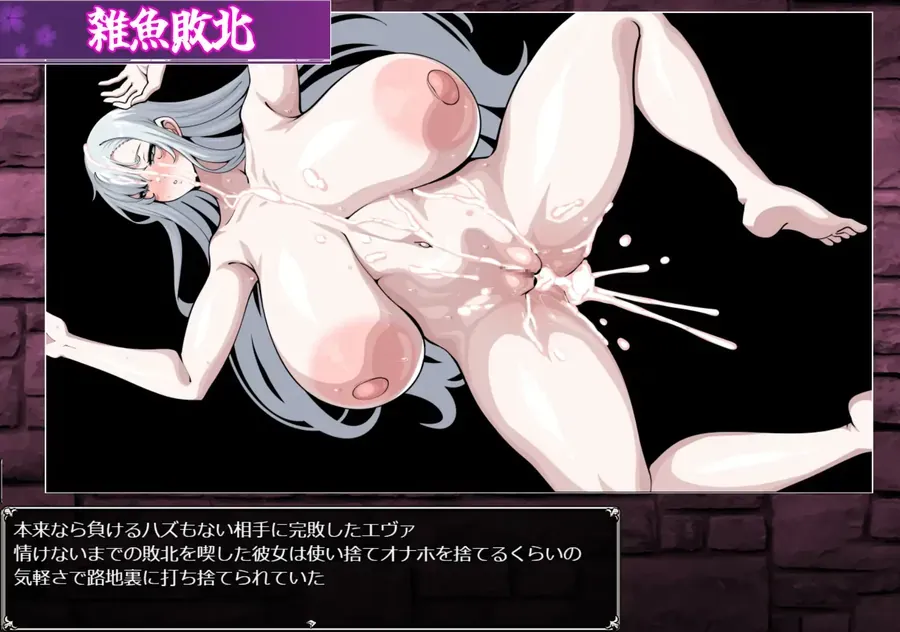 雑魚敗北
本来なら負けるハズもない相手に完敗したエヴァ
情けないまでの敗北を喫した彼女は使い捨てオナホを捨てるくらいの
気軽さで路地裏に打ち捨てられていた